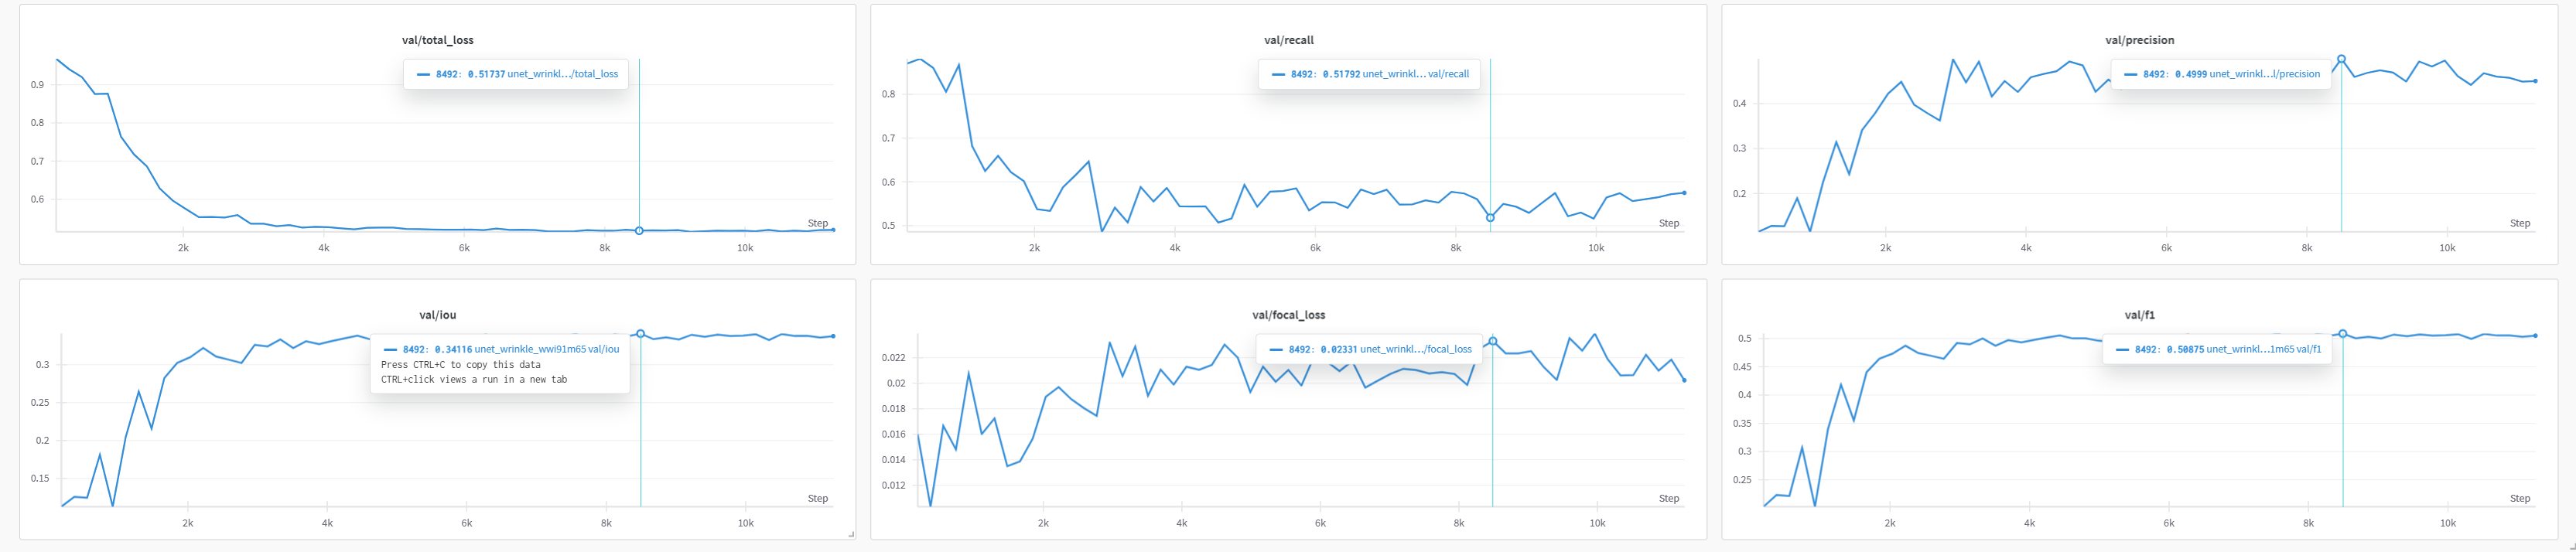 val/total_loss
8492: 0.51737 unet_wrinkl.../total_loss
0.9
0.8
0.7
0.6
Step
2k 4k 6k 8k 10k
val/recall
8492: 0.51792 unet_wrinkl... val/recall
0.8
0.7
0.6
0.5
Step
2k 4k 6k 8k 10k
val/precision
8492: 0.4999 unet_wrinkl...l/precision
0.4
0.3
0.2
Step
2k 4k 6k 8k 10k
val/iou
8492: 0.34116 unet_wrinkle_wwi91m65 val/iou
Press CTRL+C to copy this data
CTRL+click views a run in a new tab
0.3
0.25
0.2
0.15
Step
2k 4k 6k 8k 10k
val/focal_loss
8492: 0.02331 unet_wrinkl.../focal_loss
0.022
0.02
0.018
0.016
0.014
0.012
Step
2k 4k 6k 8k 10k
val/f1
8492: 0.50875 unet_wrinkl...1m65 val/f1
0.5
0.45
0.4
0.35
0.3
0.25
Step
2k 4k 6k 8k 10k